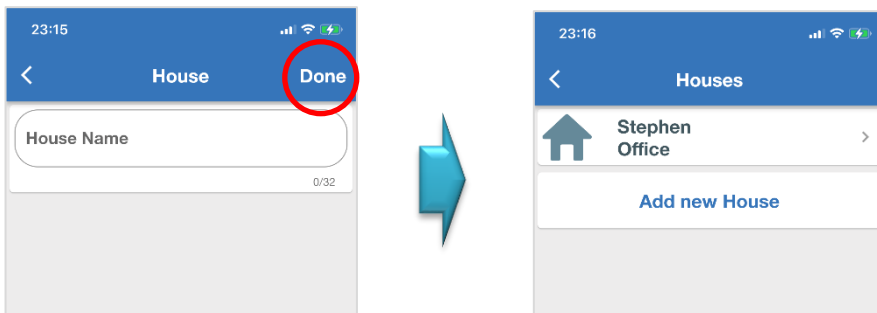 23:15
House
Done
House Name
0/32
23:16
Houses
Stephen
Office
Add new House